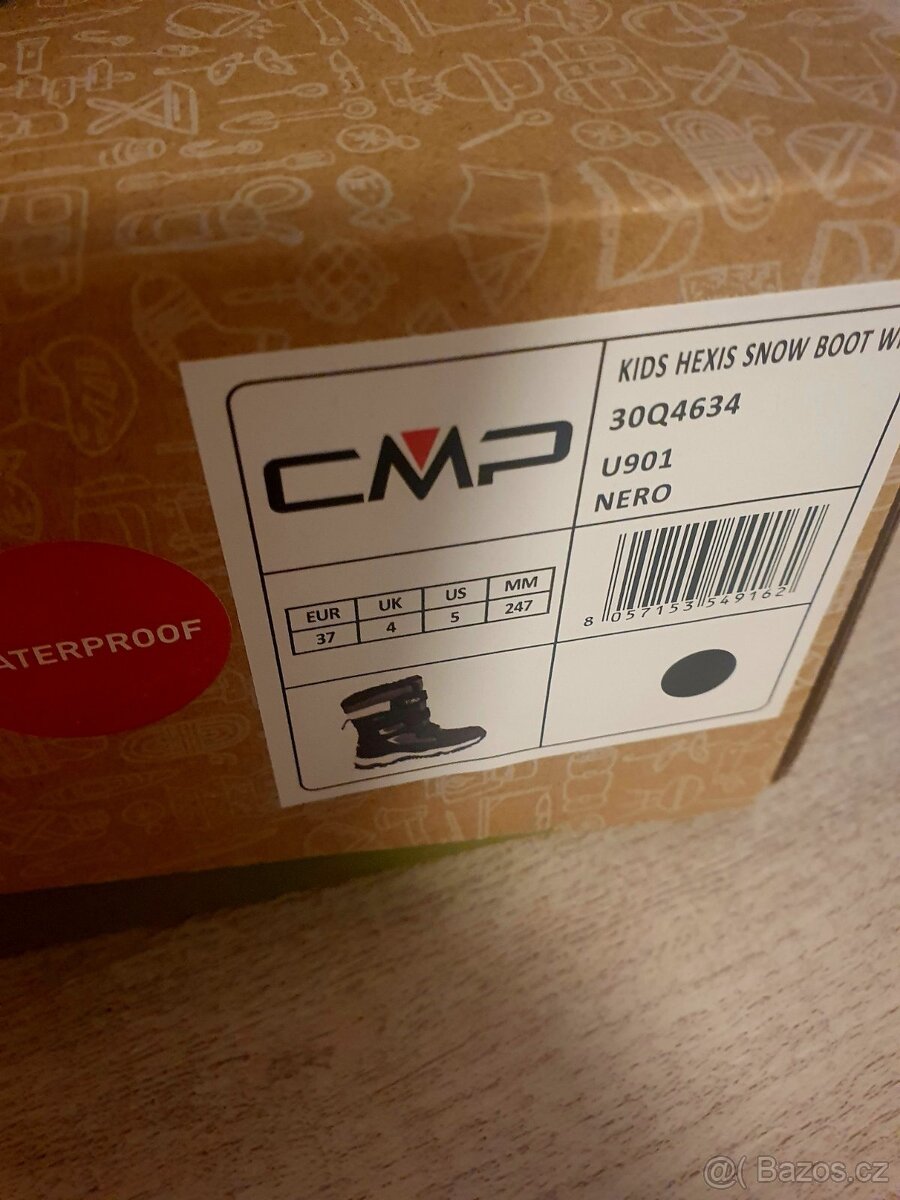 KIDS HEXIS SNOW BOOT
30Q4634
U901
NERO
CMP
EUR UK US MM
37 4 5 247
8 057153 549162
ATERPROOF
CMP
@( Bazos.cz